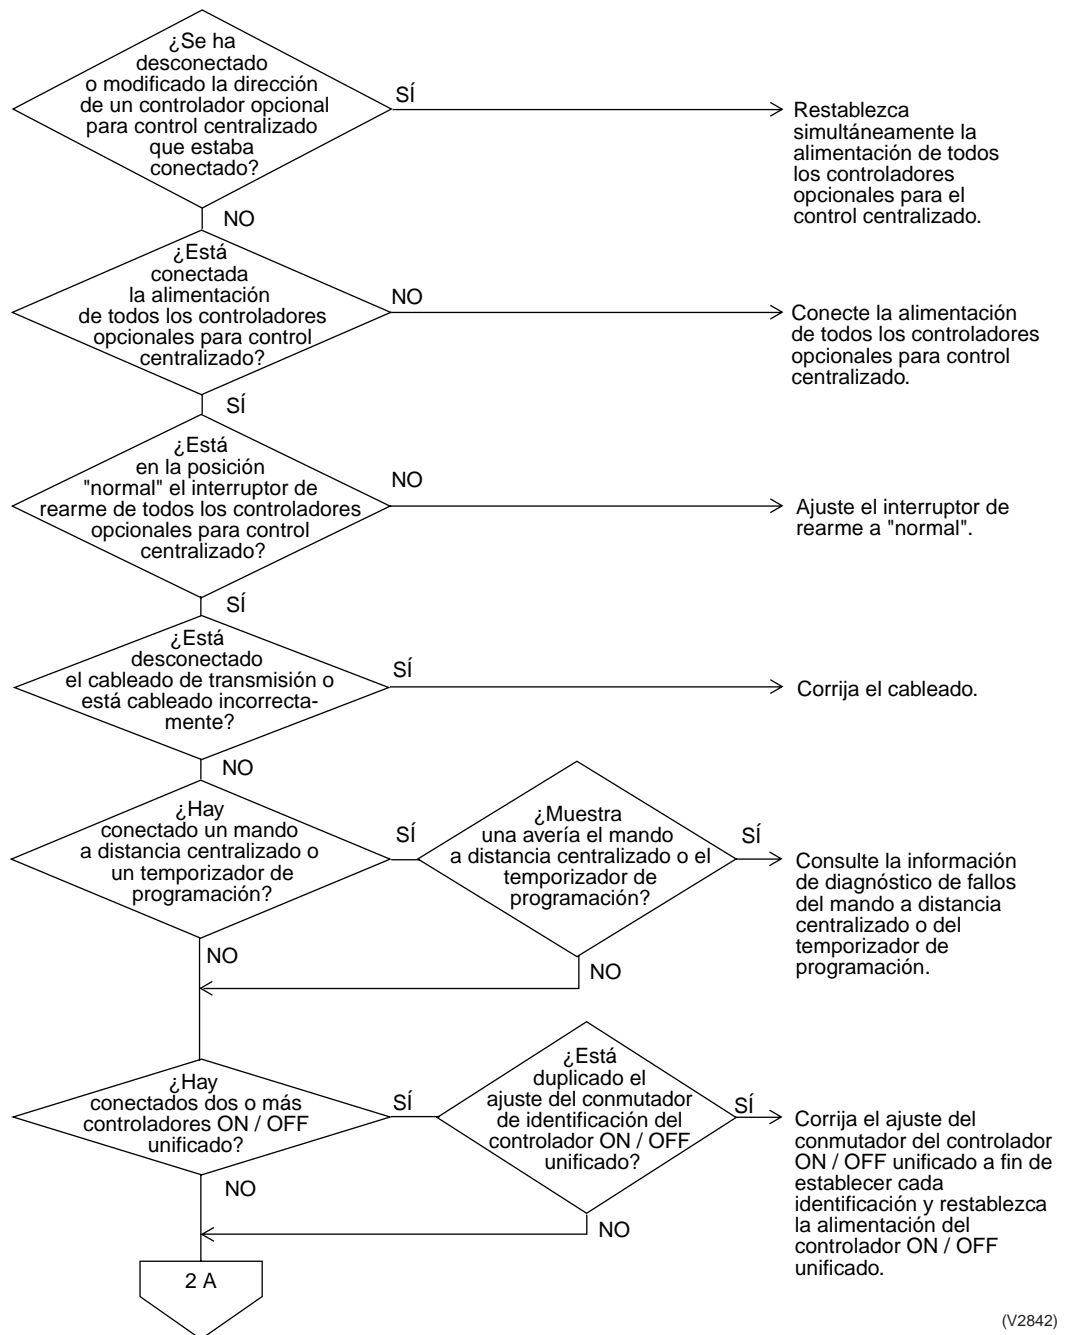 ¿Se ha
desconectado
o modificado la dirección
de un controlador opcional
para control centralizado
que estaba
conectado?
SÍ
Restablezca
simultáneamente la
alimentación de todos
los controladores
opcionales para el
control centralizado.
NO
¿Está
conectada
la alimentación
de todos los controladores
opcionales para control
centralizado?
NO
Conecte la alimentación
de todos los controladores
opcionales para control
centralizado.
SÍ
¿Está
en la posición
"normal" el interruptor de
rearme de todos los controladores
opcionales para control
centralizado?
NO
Ajuste el interruptor de
rearme a "normal".
SÍ
¿Está
desconectado
el cableado de transmisión o
está cableado incorrecta-
mente?
SÍ
Corrija el cableado.
NO
¿Hay
conectado un mando
a distancia centralizado o
un temporizador de
programación?
SÍ
¿Muestra
una avería el mando
a distancia centralizado o el
temporizador de
programación?
SÍ
Consulte la información
de diagnóstico de fallos
del mando a distancia
centralizado o del
temporizador de
programación.
NO
NO
¿Hay
conectados dos o más
controladores ON / OFF
unificado?
SÍ
¿Está
duplicado el
ajuste del conmutador
de identificación del
controlador ON / OFF
unificado?
SÍ
Corrija el ajuste del
conmutador del controlador
ON / OFF unificado a fin de
establecer cada
identificación y restablezca
la alimentación del
controlador ON / OFF
unificado.
NO
NO
2 A
(V2842)